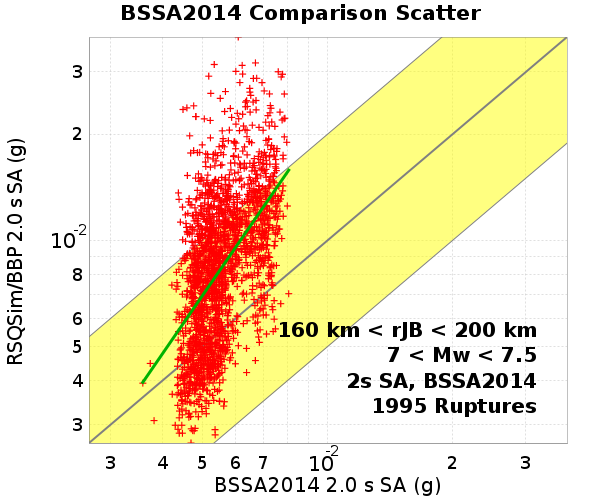 BSSA2014 Comparison Scatter
RSQSim/BBP 2.0 s SA (g)
3
2
10-2
8
6
5
4
3
160 km < rJB < 200 km
7 < Mw < 7.5
2s SA, BSSA2014
1995 Ruptures
3 4 5 6 7 10-2 2 3
BSSA2014 2.0 s SA (g)